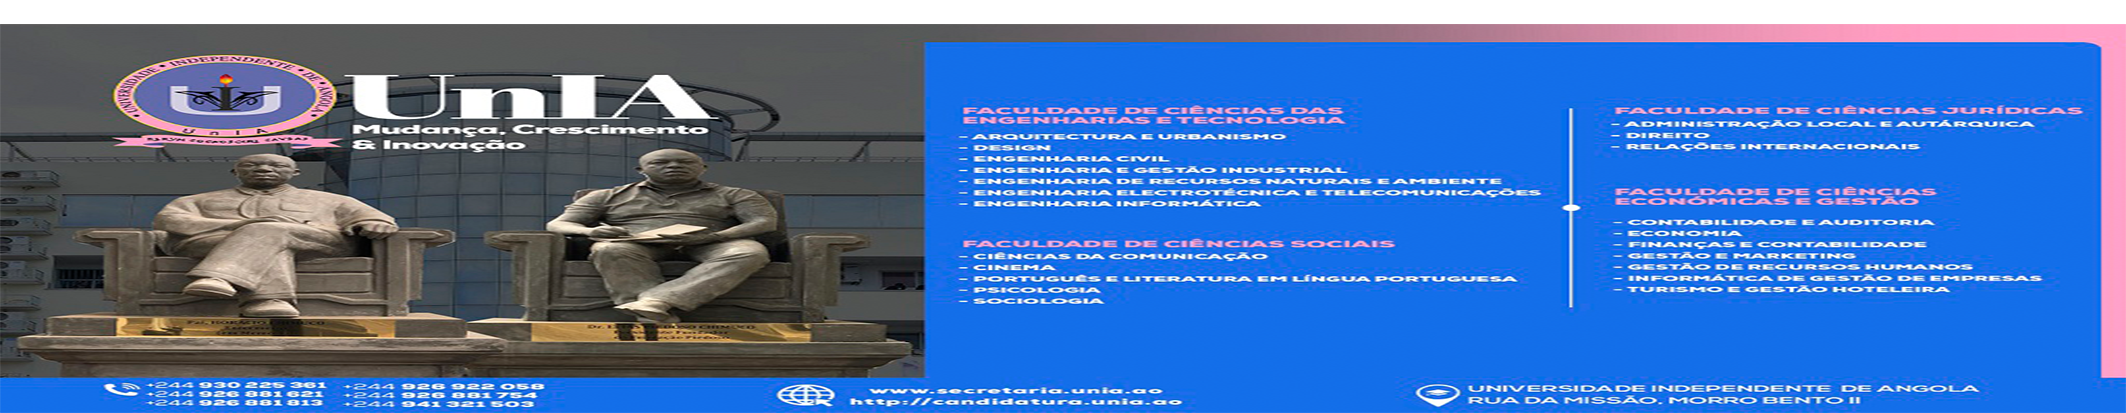 UNIVERSIDADE INDEPENDENTE DE ANGOLA
U n I A
UnIA
Mudança, Crescimento
& Inovação
FACULDADE DE CIÊNCIAS DAS
ENGENHARIAS E TECNOLOGIA
- ARQUITECTURA E URBANISMO
- DESIGN
- ENGENHARIA CIVIL
- ENGENHARIA E GESTÃO INDUSTRIAL
- ENGENHARIA DE RECURSOS NATURAIS E AMBIENTE
- ENGENHARIA ELECTROTÉCNICA E TELECOMUNICAÇÕES
- ENGENHARIA INFORMÁTICA
FACULDADE DE CIÊNCIAS SOCIAIS
- CIÊNCIAS DA COMUNICAÇÃO
- CINEMA
- PORTUGUÊS E LITERATURA EM LÍNGUA PORTUGUESA
- PSICOLOGIA
- SOCIOLOGIA
FACULDADE DE CIÊNCIAS JURÍDICAS
- ADMINISTRAÇÃO LOCAL E AUTÁRQUICA
- DIREITO
- RELAÇÕES INTERNACIONAIS
FACULDADE DE CIÊNCIAS
ECONÓMICAS E GESTÃO
- CONTABILIDADE E AUDITORIA
- ECONOMIA
- FINANÇAS E CONTABILIDADE
- GESTÃO E MARKETING
- GESTÃO DE RECURSOS HUMANOS
- INFORMÁTICA DE GESTÃO DE EMPRESAS
- TURISMO E GESTÃO HOTELEIRA
+244 930 225 361
+244 926 881 621
+244 926 881 813
+244 926 922 058
+244 926 881 754
+244 941 321 503
www.secretaria.unia.ao
http://candidatura.unia.ao
UNIVERSIDADE INDEPENDENTE DE ANGOLA
RUA DA MISSÃO, MORRO BENTO II